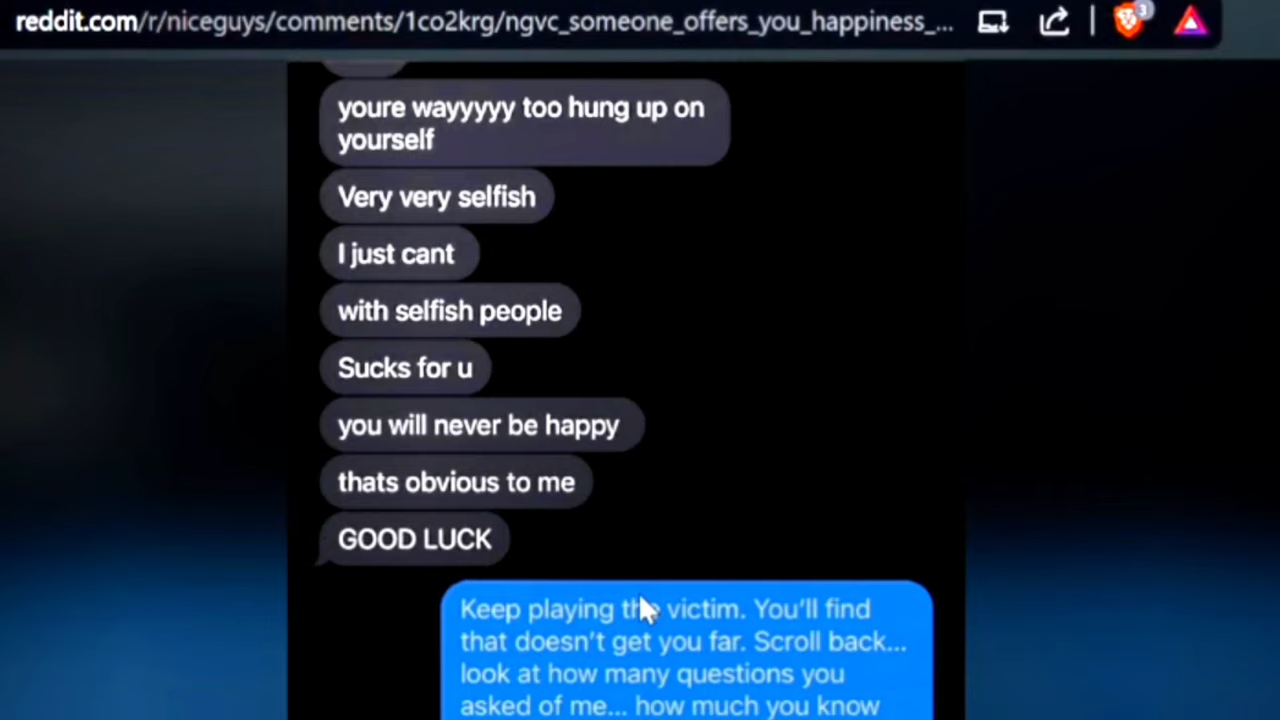 reddit.com/r/niceguys/comments/1co2krg/ngvc_someone_offers_you_happiness_...
3
youre wayyyyy too hung up on
yourself
Very very selfish
I just cant
with selfish people
Sucks for u
you will never be happy
thats obvious to me
GOOD LUCK
Keep playing the victim. You'll find
that doesn't get you far. Scroll back...
look at how many questions you
asked of me... how much you know